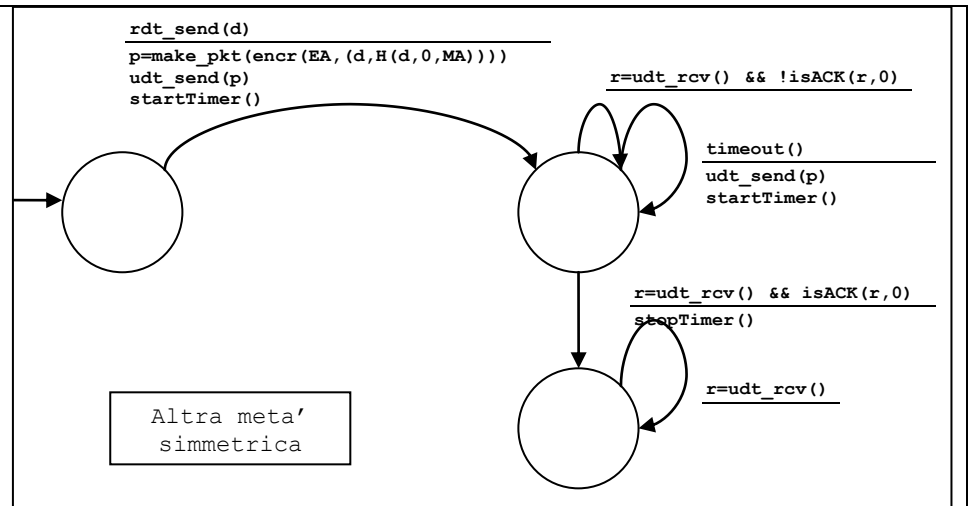 rdt_send(d)
p=make_pkt(encr(EA,(d,H(d,0,MA))))
udt_send(p)
startTimer()
r=udt_rcv() && !isACK(r,0)
timeout()
udt_send(p)
startTimer()
r=udt_rcv() && isACK(r,0)
stopTimer()
r=udt_rcv()
Altra meta’
simmetrica